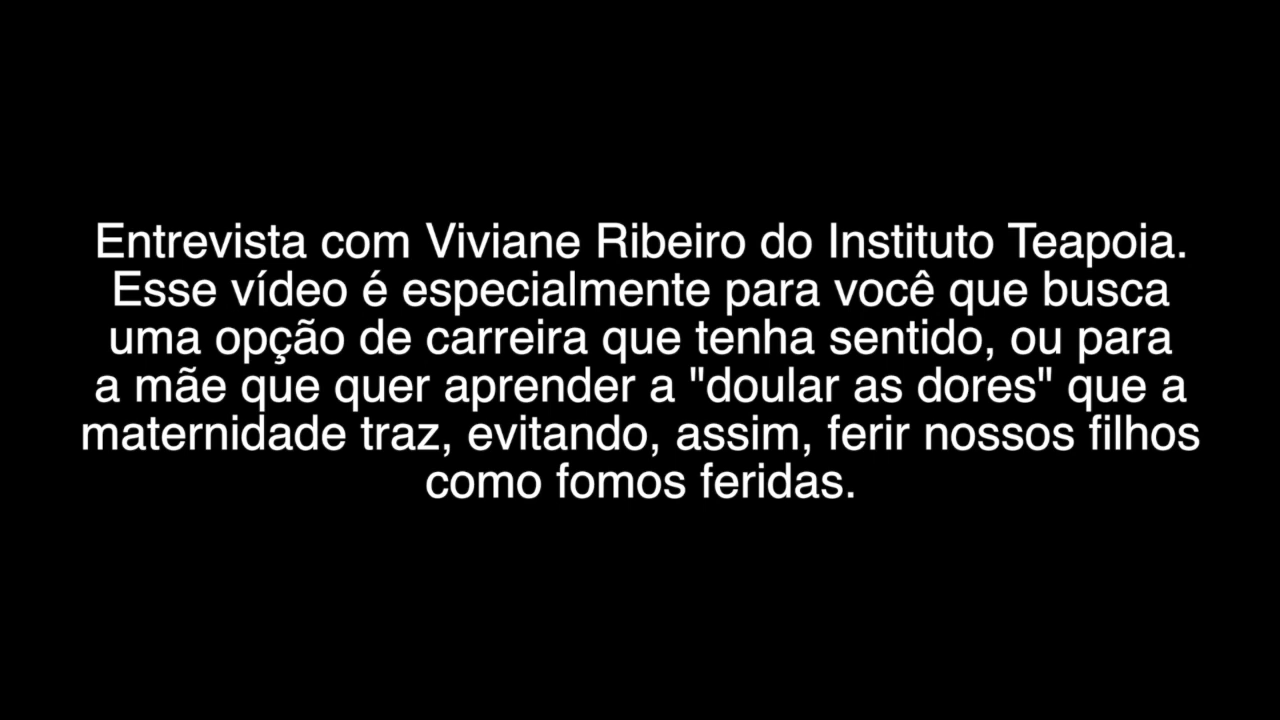 Entrevista com Viviane Ribeiro do Instituto Teapoia.
Esse vídeo é especialmente para você que busca
uma opção de carreira que tenha sentido, ou para
a mãe que quer aprender a "doular as dores" que a
maternidade traz, evitando, assim, ferir nossos filhos
como fomos feridas.